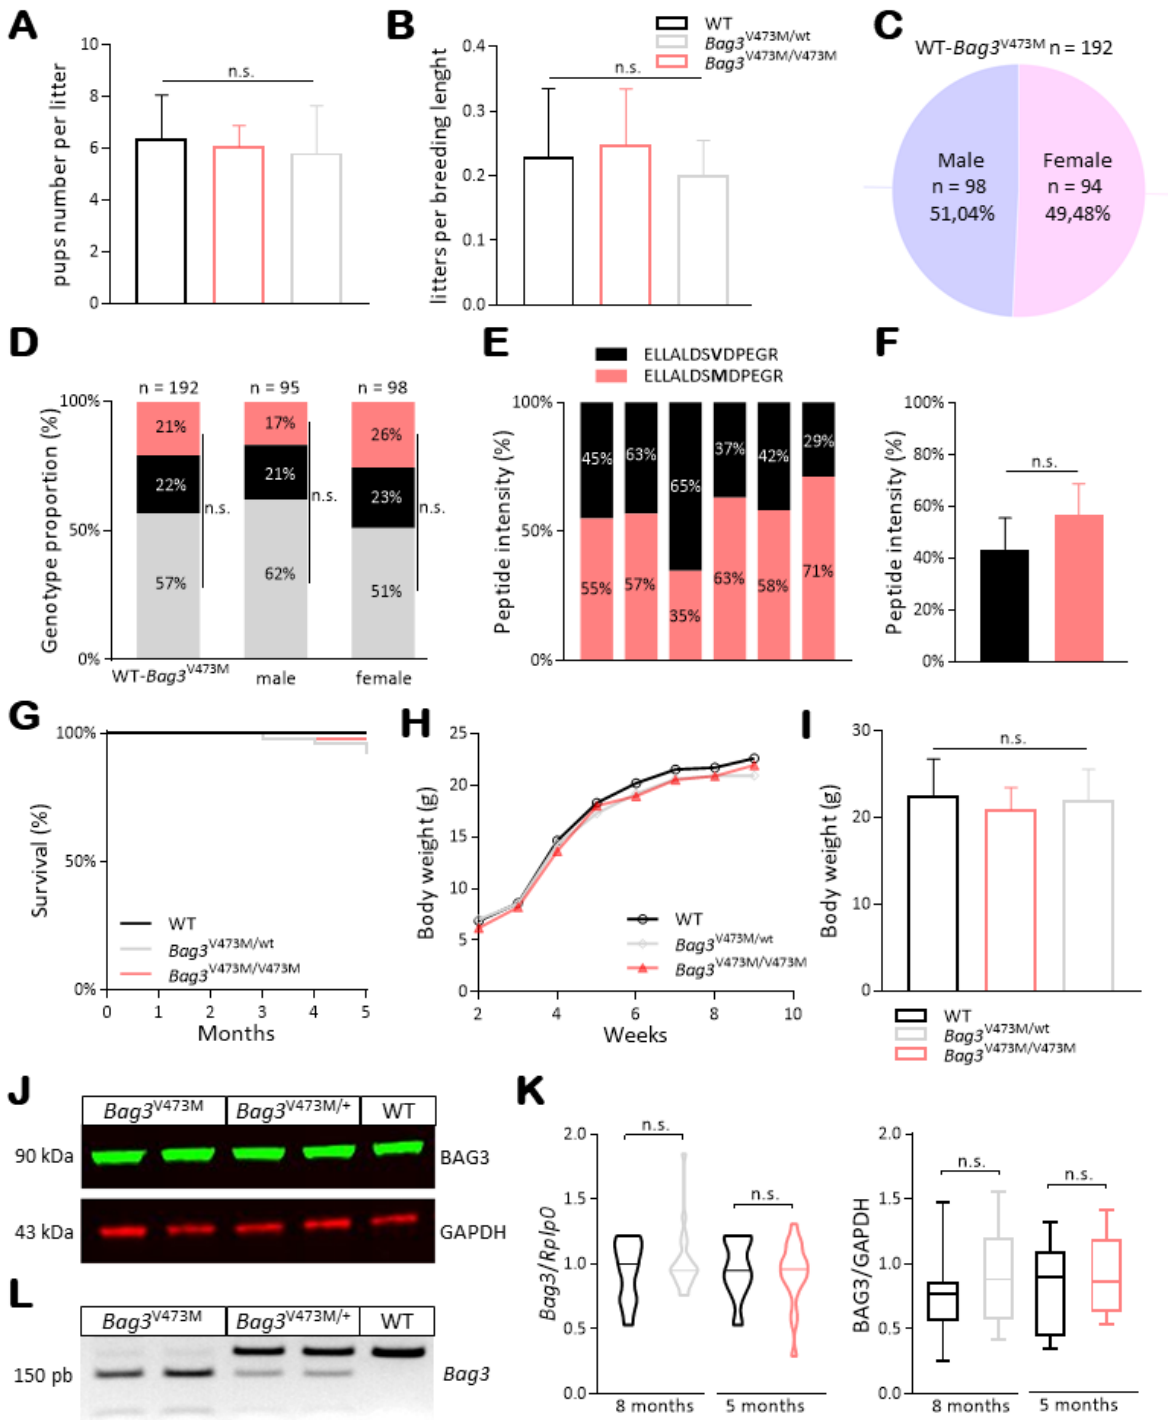 A
pups number per litter
10
8
6
4
2
0
n.s.
B
WT
Bag3V473M/wt
Bag3V473M/V473M
litters per breeding lenght
0.4
0.3
0.2
0.1
0.0
n.s.
C
WT-Bag3V473M n = 192
Male
n = 98
51,04%
Female
n = 94
49,48%
D
Genotype proportion (%)
100%
50%
0%
n = 192
n = 95
n = 98
21%
22%
57%
n.s.
17%
21%
62%
n.s.
26%
23%
51%
n.s.
WT-Bag3V473M
male
female
E
ELLALDSVDPEGR
ELLALDSMDPEGR
Peptide intensity (%)
100%
50%
0%
45%
63%
65%
37%
42%
29%
55%
57%
35%
63%
58%
71%
F
Peptide intensity (%)
100%
80%
60%
40%
20%
0%
n.s.
G
Survival (%)
100%
50%
0%
WT
Bag3V473M/wt
Bag3V473M/V473M
0 1 2 3 4 5
Months
H
Body weight (g)
25
20
15
10
5
0
WT
Bag3V473M/wt
Bag3V473M/V473M
2 4 6 8 10
Weeks
I
Body weight (g)
30
20
10
0
n.s.
WT
Bag3V473M/wt
Bag3V473M/V473M
J
Bag3V473M
Bag3V473M/+
WT
90 kDa
BAG3
43 kDa
GAPDH
K
Bag3/Rplp0
2.0
1.5
1.0
0.5
0.0
n.s.
n.s.
8 months
5 months
BAG3/GAPDH
2.0
1.5
1.0
0.5
0.0
n.s.
n.s.
8 months
5 months
L
Bag3V473M
Bag3V473M/+
WT
150 pb
Bag3